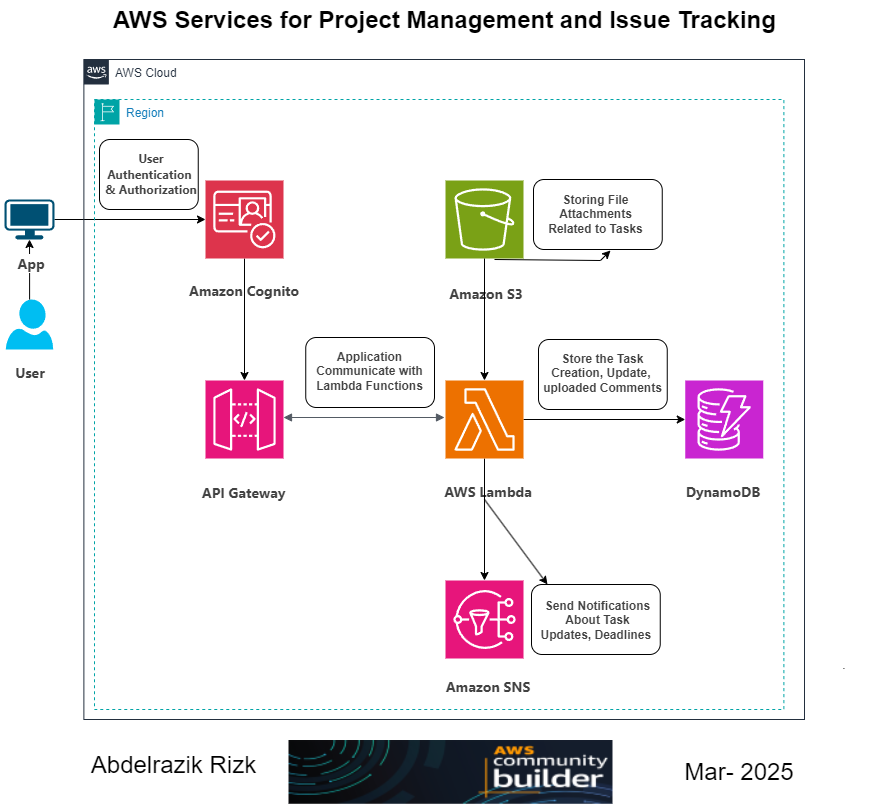 AWS Services for Project Management and Issue Tracking
aws
AWS Cloud
Region
User
Authentication
& Authorization
Storing File
Attachments
Related to Tasks
App
Amazon Cognito
Amazon S3
User
Application
Communicate with
Lambda Functions
Store the Task
Creation, Update,
uploaded Comments
</>
API Gateway
AWS Lambda
DynamoDB
Send Notifications
About Task
Updates, Deadlines
Amazon SNS
Abdelrazik Rizk
AWS
community
builder
Mar- 2025